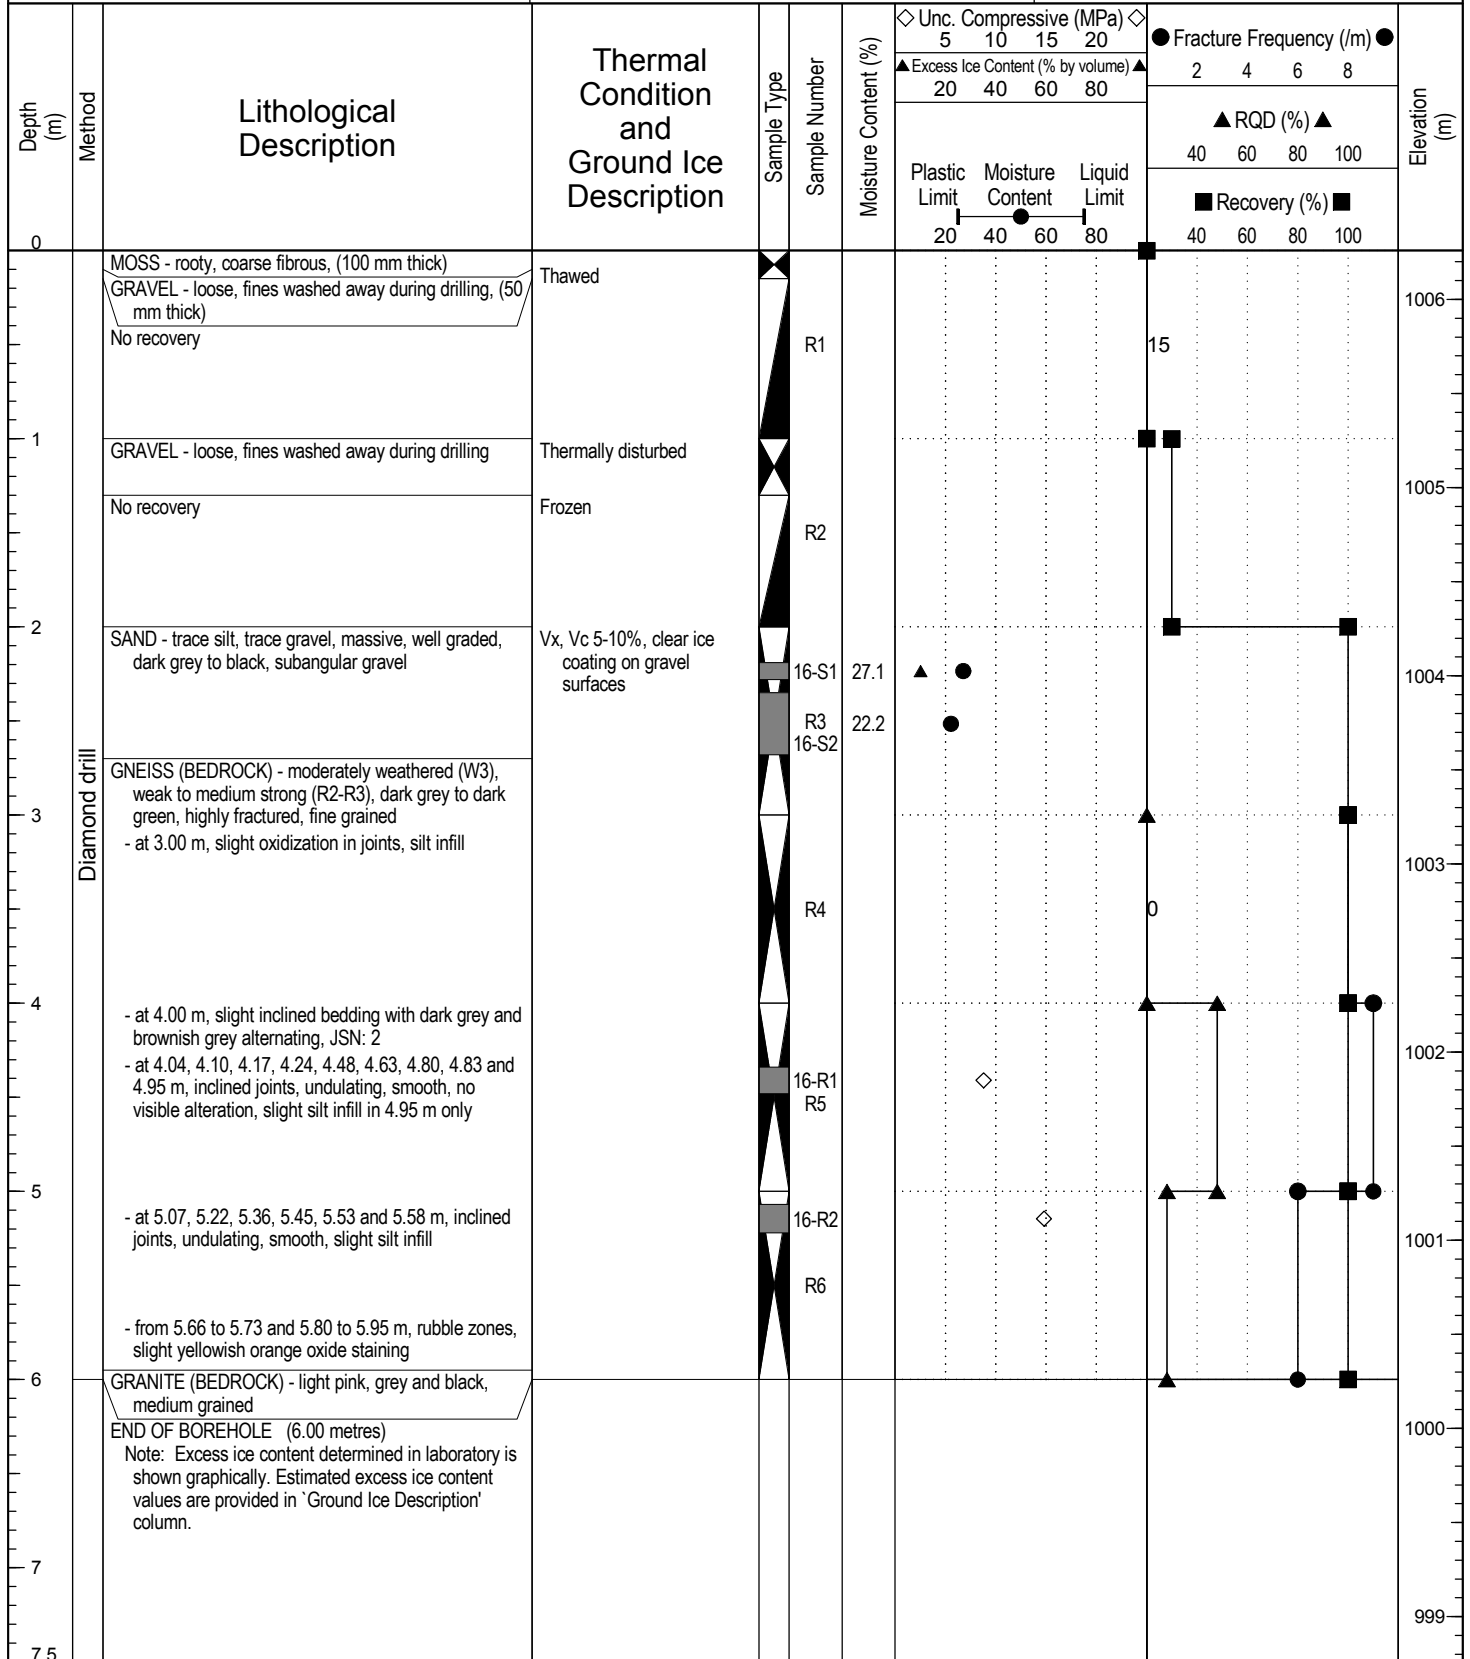 Depth
(m)
Method
Lithological
Description
Thermal
Condition
and
Ground Ice
Description
Sample Type
Sample Number
Moisture Content (%)
Unc. Compressive (MPa)
5 10 15 20
Excess Ice Content (% by volume)
20 40 60 80
Plastic Moisture Liquid
Limit Content Limit
20 40 60 80
Fracture Frequency (/m)
2 4 6 8
RQD (%)
40 60 80 100
Recovery (%)
40 60 80 100
Elevation
(m)
0
MOSS - rooty, coarse fibrous, (100 mm thick)
Thawed
GRAVEL - loose, fines washed away during drilling, (50
mm thick)
1006
No recovery
R1
15
1
GRAVEL - loose, fines washed away during drilling
Thermally disturbed
1005
No recovery
Frozen
R2
2
SAND - trace silt, trace gravel, massive, well graded,
dark grey to black, subangular gravel
Vx, Vc 5-10%, clear ice
coating on gravel
surfaces
16-S1 27.1
1004
R3 22.2
16-S2
Diamond drill
GNEISS (BEDROCK) - moderately weathered (W3),
weak to medium strong (R2-R3), dark grey to dark
green, highly fractured, fine grained
3
- at 3.00 m, slight oxidization in joints, silt infill
1003
R4
0
4
- at 4.00 m, slight inclined bedding with dark grey and
brownish grey alternating, JSN: 2
1002
- at 4.04, 4.10, 4.17, 4.24, 4.48, 4.63, 4.80, 4.83 and
4.95 m, inclined joints, undulating, smooth, no
visible alteration, slight silt infill in 4.95 m only
16-R1
R5
5
- at 5.07, 5.22, 5.36, 5.45, 5.53 and 5.58 m, inclined
joints, undulating, smooth, slight silt infill
16-R2
1001
R6
- from 5.66 to 5.73 and 5.80 to 5.95 m, rubble zones,
slight yellowish orange oxide staining
6
GRANITE (BEDROCK) - light pink, grey and black,
medium grained
END OF BOREHOLE (6.00 metres)
1000
Note: Excess ice content determined in laboratory is
shown graphically. Estimated excess ice content
values are provided in `Ground Ice Description'
column.
7
999
7.5